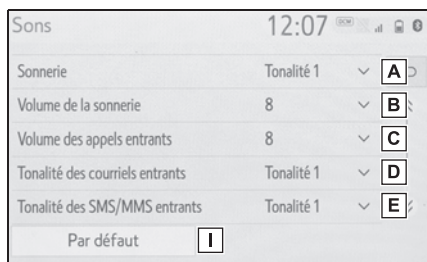 Sons 12:07 DCM
Sonnerie Tonalité 1 A
Volume de la sonnerie 8 B
Volume des appels entrants 8 C
Tonalité des courriels entrants Tonalité 1 D
Tonalité des SMS/MMS entrants Tonalité 1 E
Par défaut I